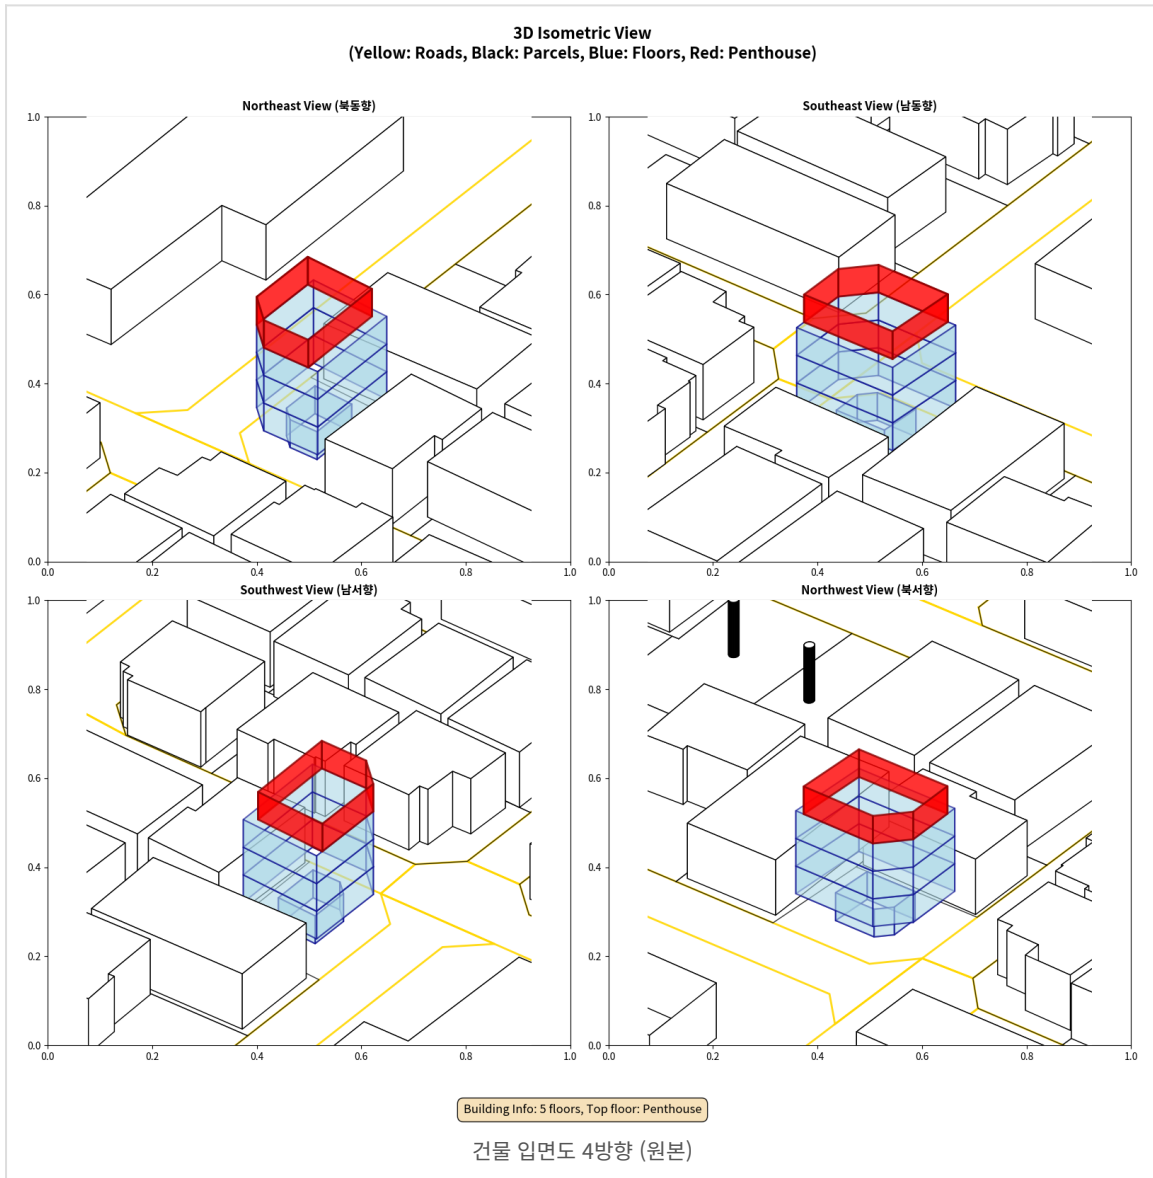 3D Isometric View
(Yellow: Roads, Black: Parcels, Blue: Floors, Red: Penthouse)
Northeast View (북동향)
1.0
0.8
0.6
0.4
0.2
0.0
0.0 0.2 0.4 0.6 0.8 1.0
Southeast View (남동향)
1.0
0.8
0.6
0.4
0.2
0.0
0.0 0.2 0.4 0.6 0.8 1.0
Southwest View (남서향)
1.0
0.8
0.6
0.4
0.2
0.0
0.0 0.2 0.4 0.6 0.8 1.0
Northwest View (북서향)
1.0
0.8
0.6
0.4
0.2
0.0
0.0 0.2 0.4 0.6 0.8 1.0
Building Info: 5 floors, Top floor: Penthouse
건물 입면도 4방향 (원본)